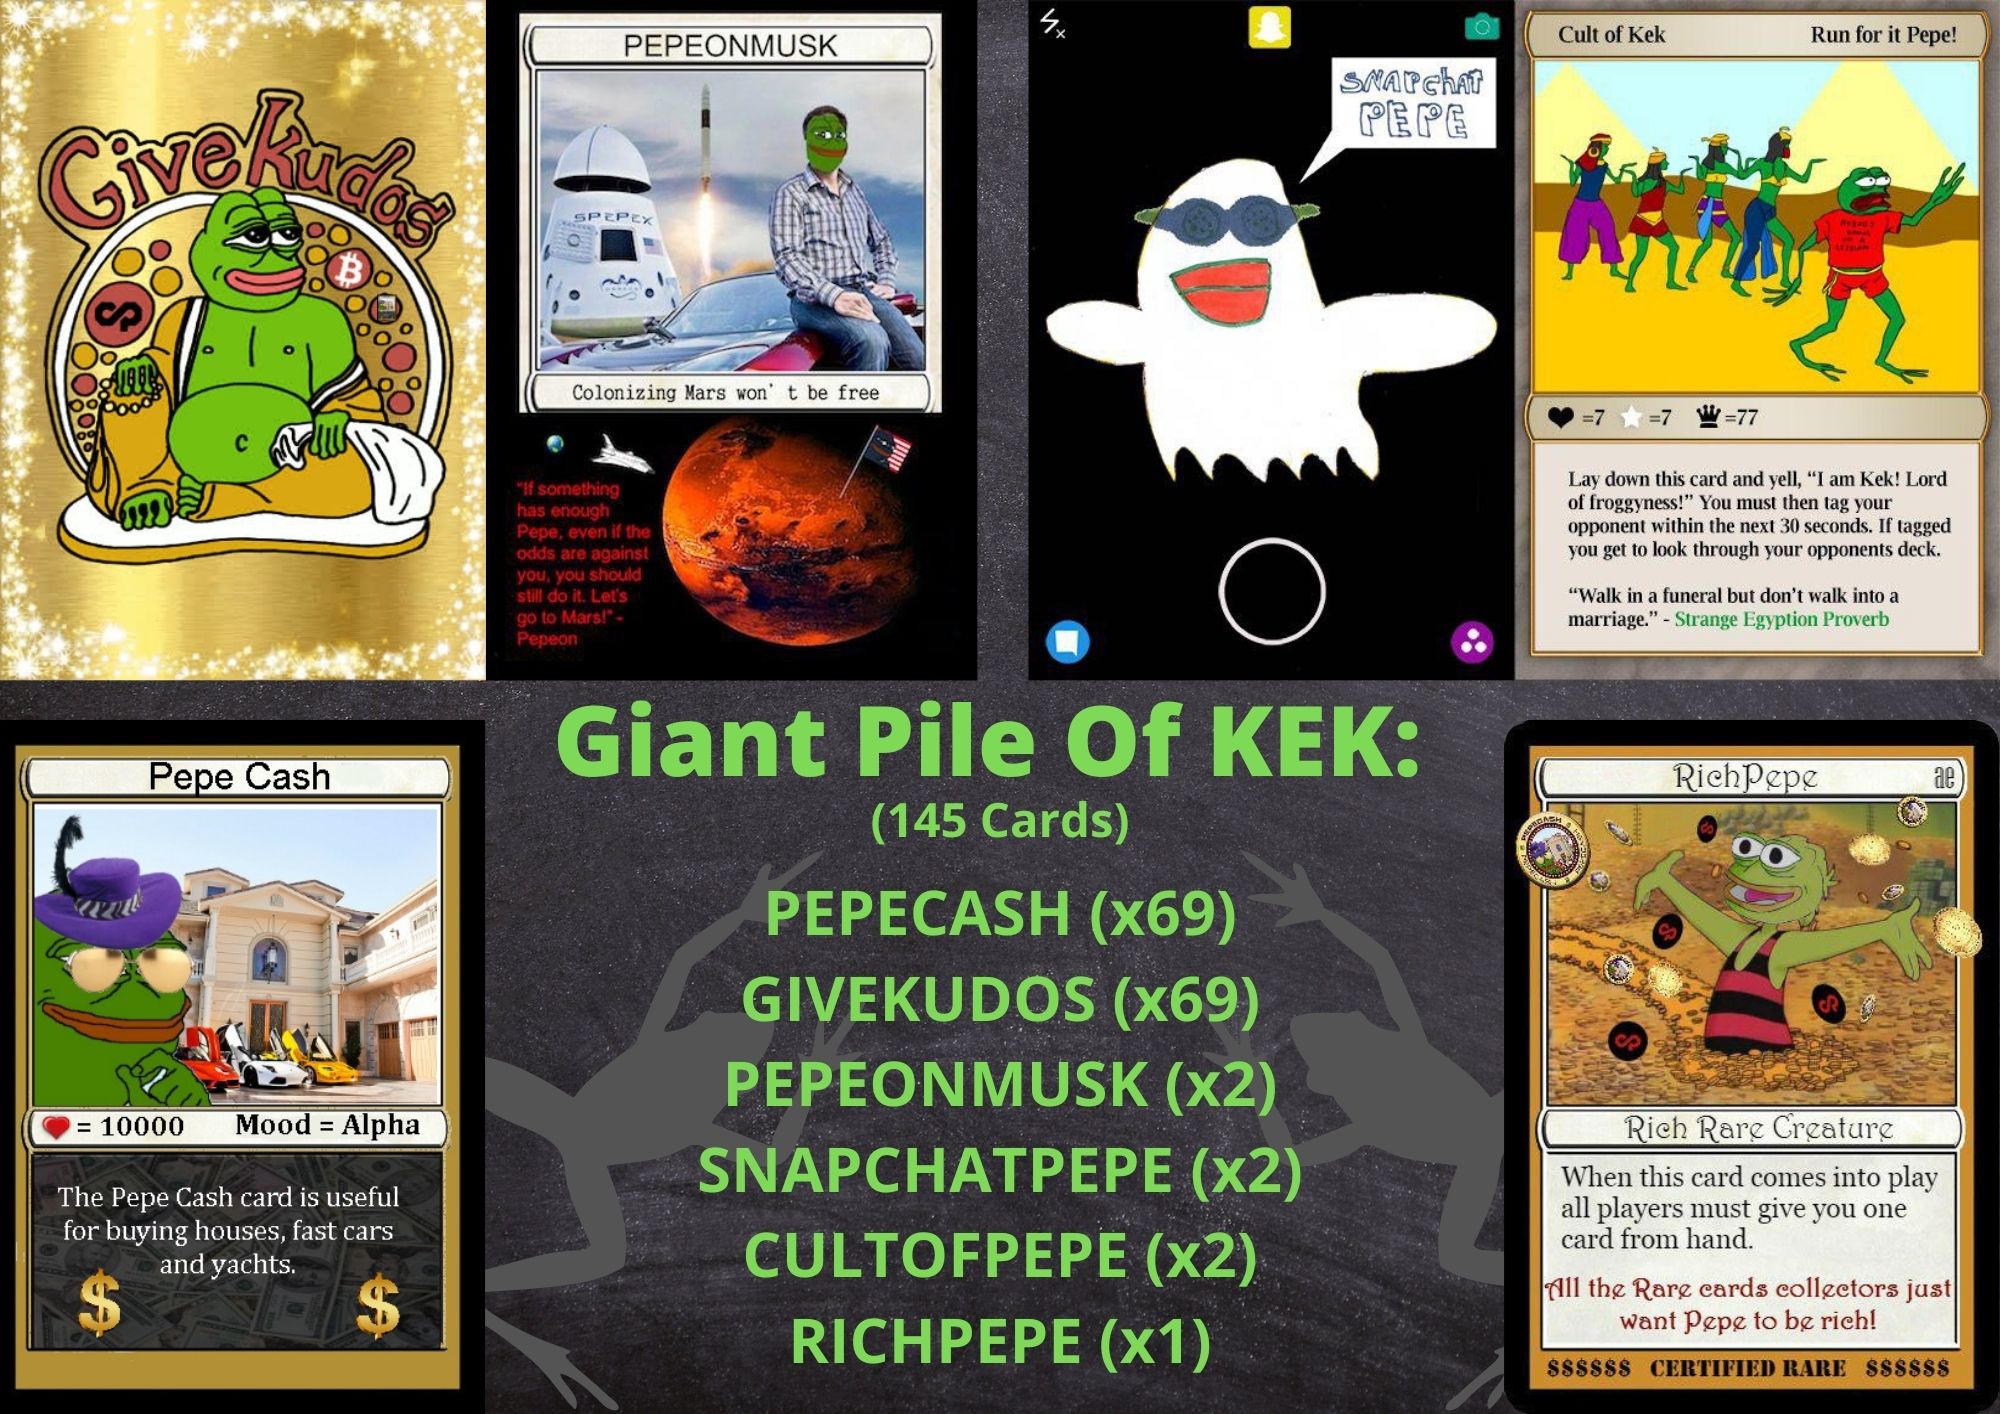 GiveKudos
PEPEONMUSK
SPEPEX
Colonizing Mars won' t be free
"If something
has enough
Pepe, even if the
odds are against
you, you should
still do it. Let's
go to Mars!" -
Pepeon
SNAPchAT
PEPE
Cult of Kek Run for it Pepe!
=7 =7 =77
Lay down this card and yell, “I am Kek! Lord
of froggyness!” You must then tag your
opponent within the next 30 seconds. If tagged
you get to look through your opponents deck.
“Walk in a funeral but don’t walk into a
marriage.” - Strange Egyption Proverb
Giant Pile Of KEK:
(145 Cards)
PEPECASH (x69)
GIVEKUDOS (x69)
PEPEONMUSK (x2)
SNAPCHATPEPE (x2)
CULTOFPEPE (x2)
RICHPEPE (x1)
Pepe Cash
= 10000 Mood = Alpha
The Pepe Cash card is useful
for buying houses, fast cars
and yachts.
$ $
RichPepe ae
Rich Rare Creature
When this card comes into play
all players must give you one
card from hand.
All the Rare cards collectors just
want Pepe to be rich!
$$$$$$ CERTIFIED RARE $$$$$$